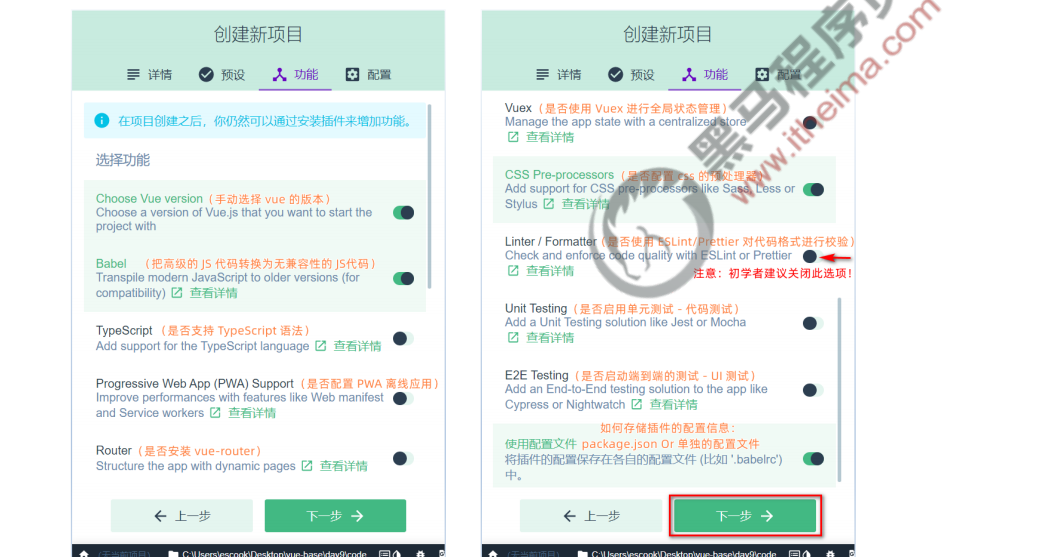 创建新项目
详情 预设 功能 配置
在项目创建之后，你仍然可以通过安装插件来增加功能。
选择功能
Choose Vue version（手动选择 vue 的版本）
Choose a version of Vue.js that you want to start the
project with
Babel （把高级的 JS 代码转换为无兼容性的 JS代码）
Transpile modern JavaScript to older versions (for
compatibility) 查看详情
TypeScript （是否支持 TypeScript 语法）
Add support for the TypeScript language 查看详情
Progressive Web App (PWA) Support（是否配置 PWA 离线应用）
Improve performances with features like Web manifest
and Service workers 查看详情
Router（是否安装 vue-router）
Structure the app with dynamic pages 查看详情
上一步 下一步
(无当前项目) C:\Users\escook\Desktop\vue-base\day9\code
创建新项目
详情 预设 功能 配置
Vuex（是否使用 Vuex 进行全局状态管理）
Manage the app state with a centralized store
查看详情
CSS Pre-processors（是否配置 css 的预处理器）
Add support for CSS pre-processors like Sass, Less or
Stylus 查看详情
Linter / Formatter（是否使用 ESLint/Prettier 对代码格式进行校验）
Check and enforce code quality with ESLint or Prettier
查看详情
注意：初学者建议关闭此选项！
Unit Testing（是否启用单元测试 - 代码测试）
Add a Unit Testing solution like Jest or Mocha
查看详情
E2E Testing（是否启动端到端的测试 - UI 测试）
Add an End-to-End testing solution to the app like
Cypress or Nightwatch 查看详情
如何存储插件的配置信息：
使用配置文件 package.json Or 单独的配置文件
将插件的配置保存在各自的配置文件 (比如 '.babelrc')
中。
上一步 下一步
(无当前项目) C:\Users\escook\Desktop\vue-base\day9\code
黑马程序员
www.itheima.com